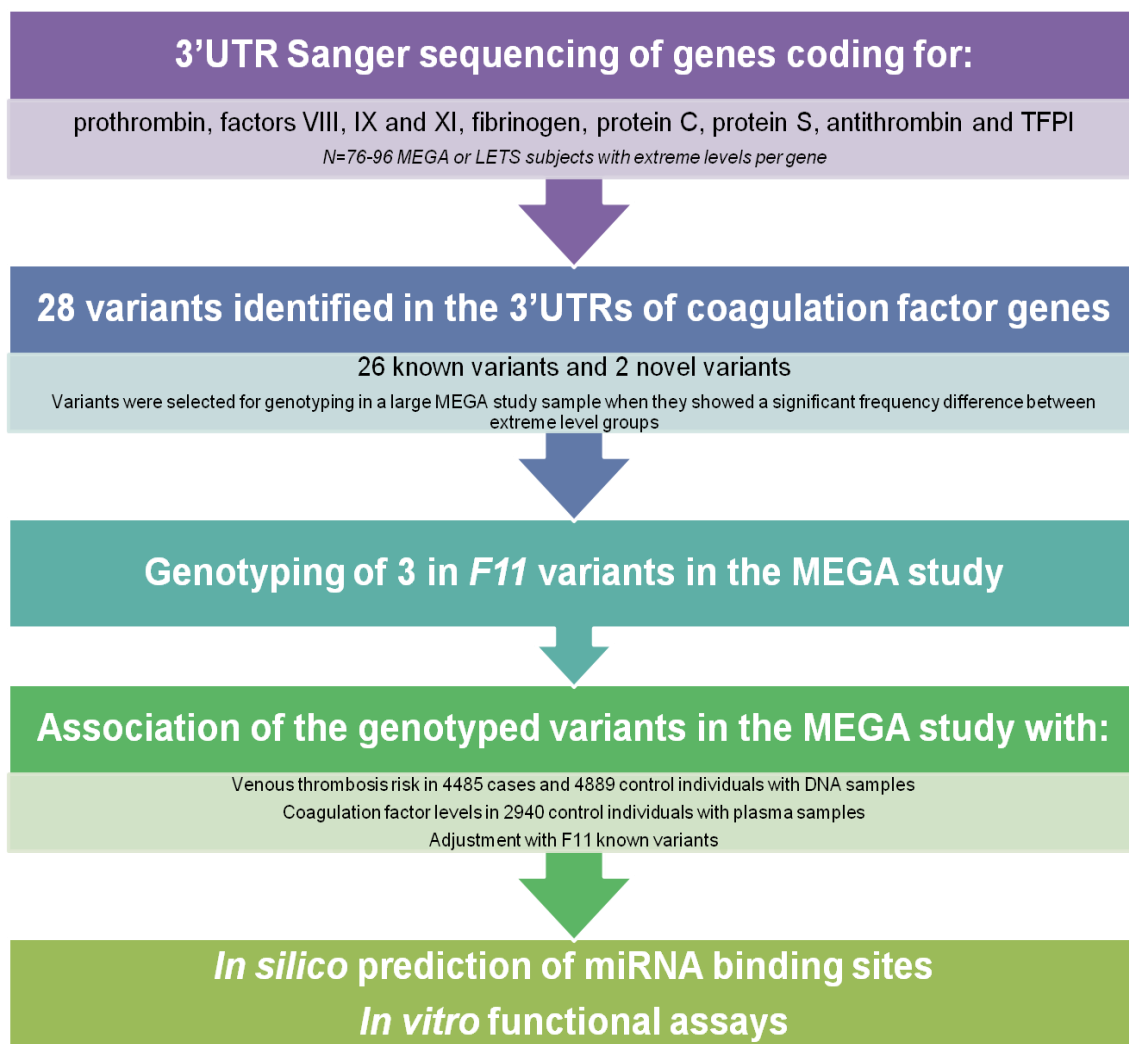 3'UTR Sanger sequencing of genes coding for:
prothrombin, factors VIII, IX and XI, fibrinogen, protein C, protein S, antithrombin and TFPI
N=76-96 MEGA or LETS subjects with extreme levels per gene
28 variants identified in the 3'UTRs of coagulation factor genes
26 known variants and 2 novel variants
Variants were selected for genotyping in a large MEGA study sample when they showed a significant frequency difference between
extreme level groups
Genotyping of 3 in F11 variants in the MEGA study
Association of the genotyped variants in the MEGA study with:
Venous thrombosis risk in 4485 cases and 4889 control individuals with DNA samples
Coagulation factor levels in 2940 control individuals with plasma samples
Adjustment with F11 known variants
In silico prediction of miRNA binding sites
In vitro functional assays